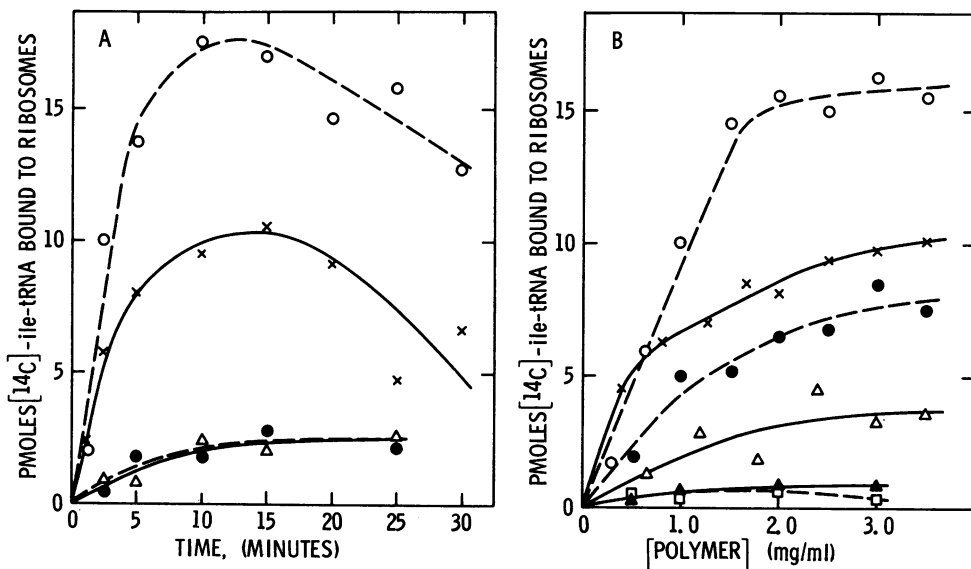 A
PMOLES[14C]-ile-tRNA BOUND TO RIBOSOMES
15
10
5
0
0 5 10 15 20 25 30
TIME, (MINUTES)
B
PMOLES[14C]-ile-tRNA BOUND TO RIBOSOMES
15
10
5
0
0 1.0 2.0 3.0
[POLYMER] (mg/ml)